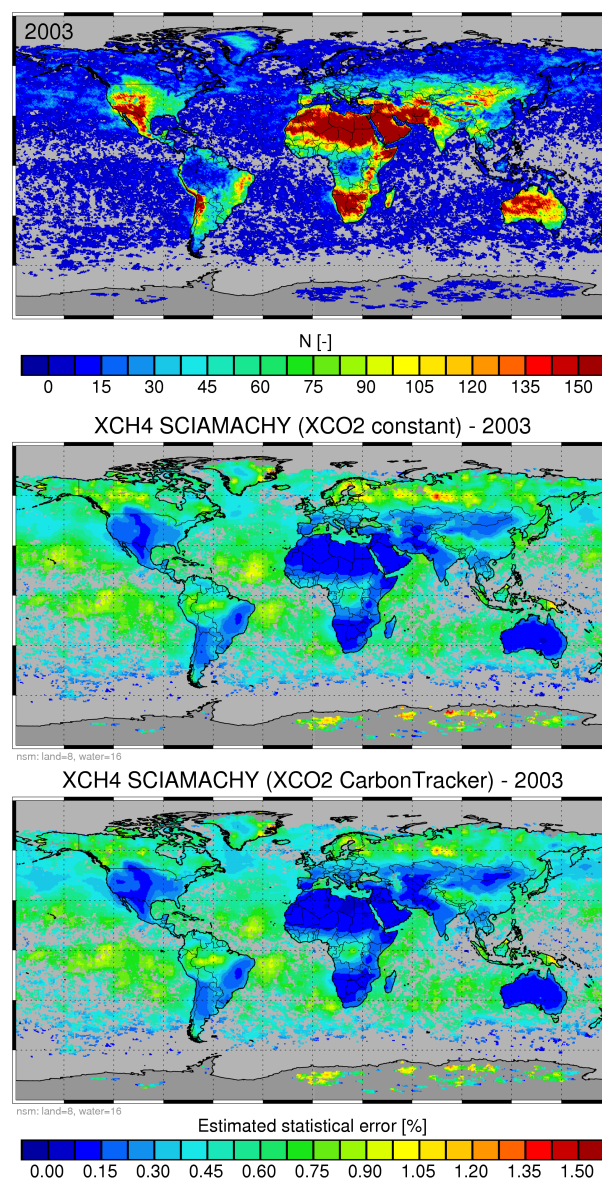 2003
N [-]
0 15 30 45 60 75 90 105 120 135 150
XCH4 SCIAMACHY (XCO2 constant) - 2003
nsm: land=8, water=16
XCH4 SCIAMACHY (XCO2 CarbonTracker) - 2003
nsm: land=8, water=16
Estimated statistical error [%]
0.00 0.15 0.30 0.45 0.60 0.75 0.90 1.05 1.20 1.35 1.50